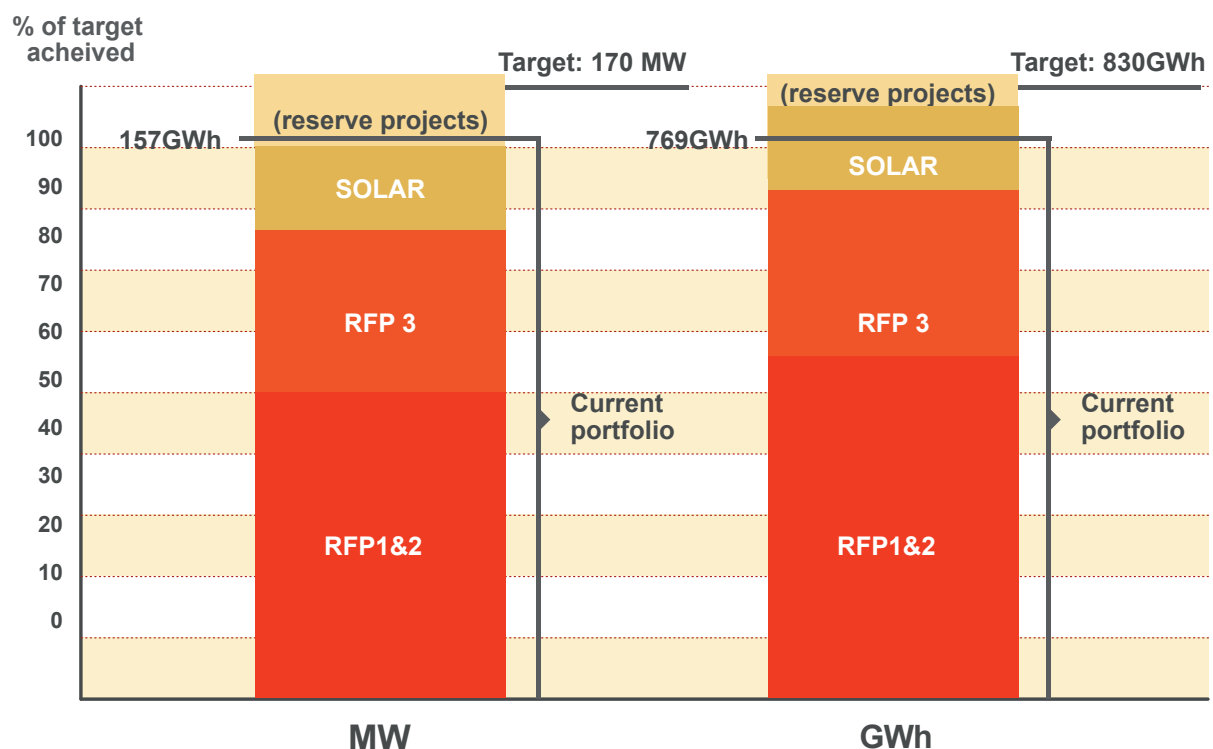 % of target
acheived
Target: 170 MW
Target: 830GWh
(reserve projects)
(reserve projects)
100
157GWh
769GWh
90
SOLAR
SOLAR
80
70
60
RFP 3
RFP 3
50
40
Current
portfolio
Current
portfolio
30
20
RFP1&2
RFP1&2
10
0
MW
GWh